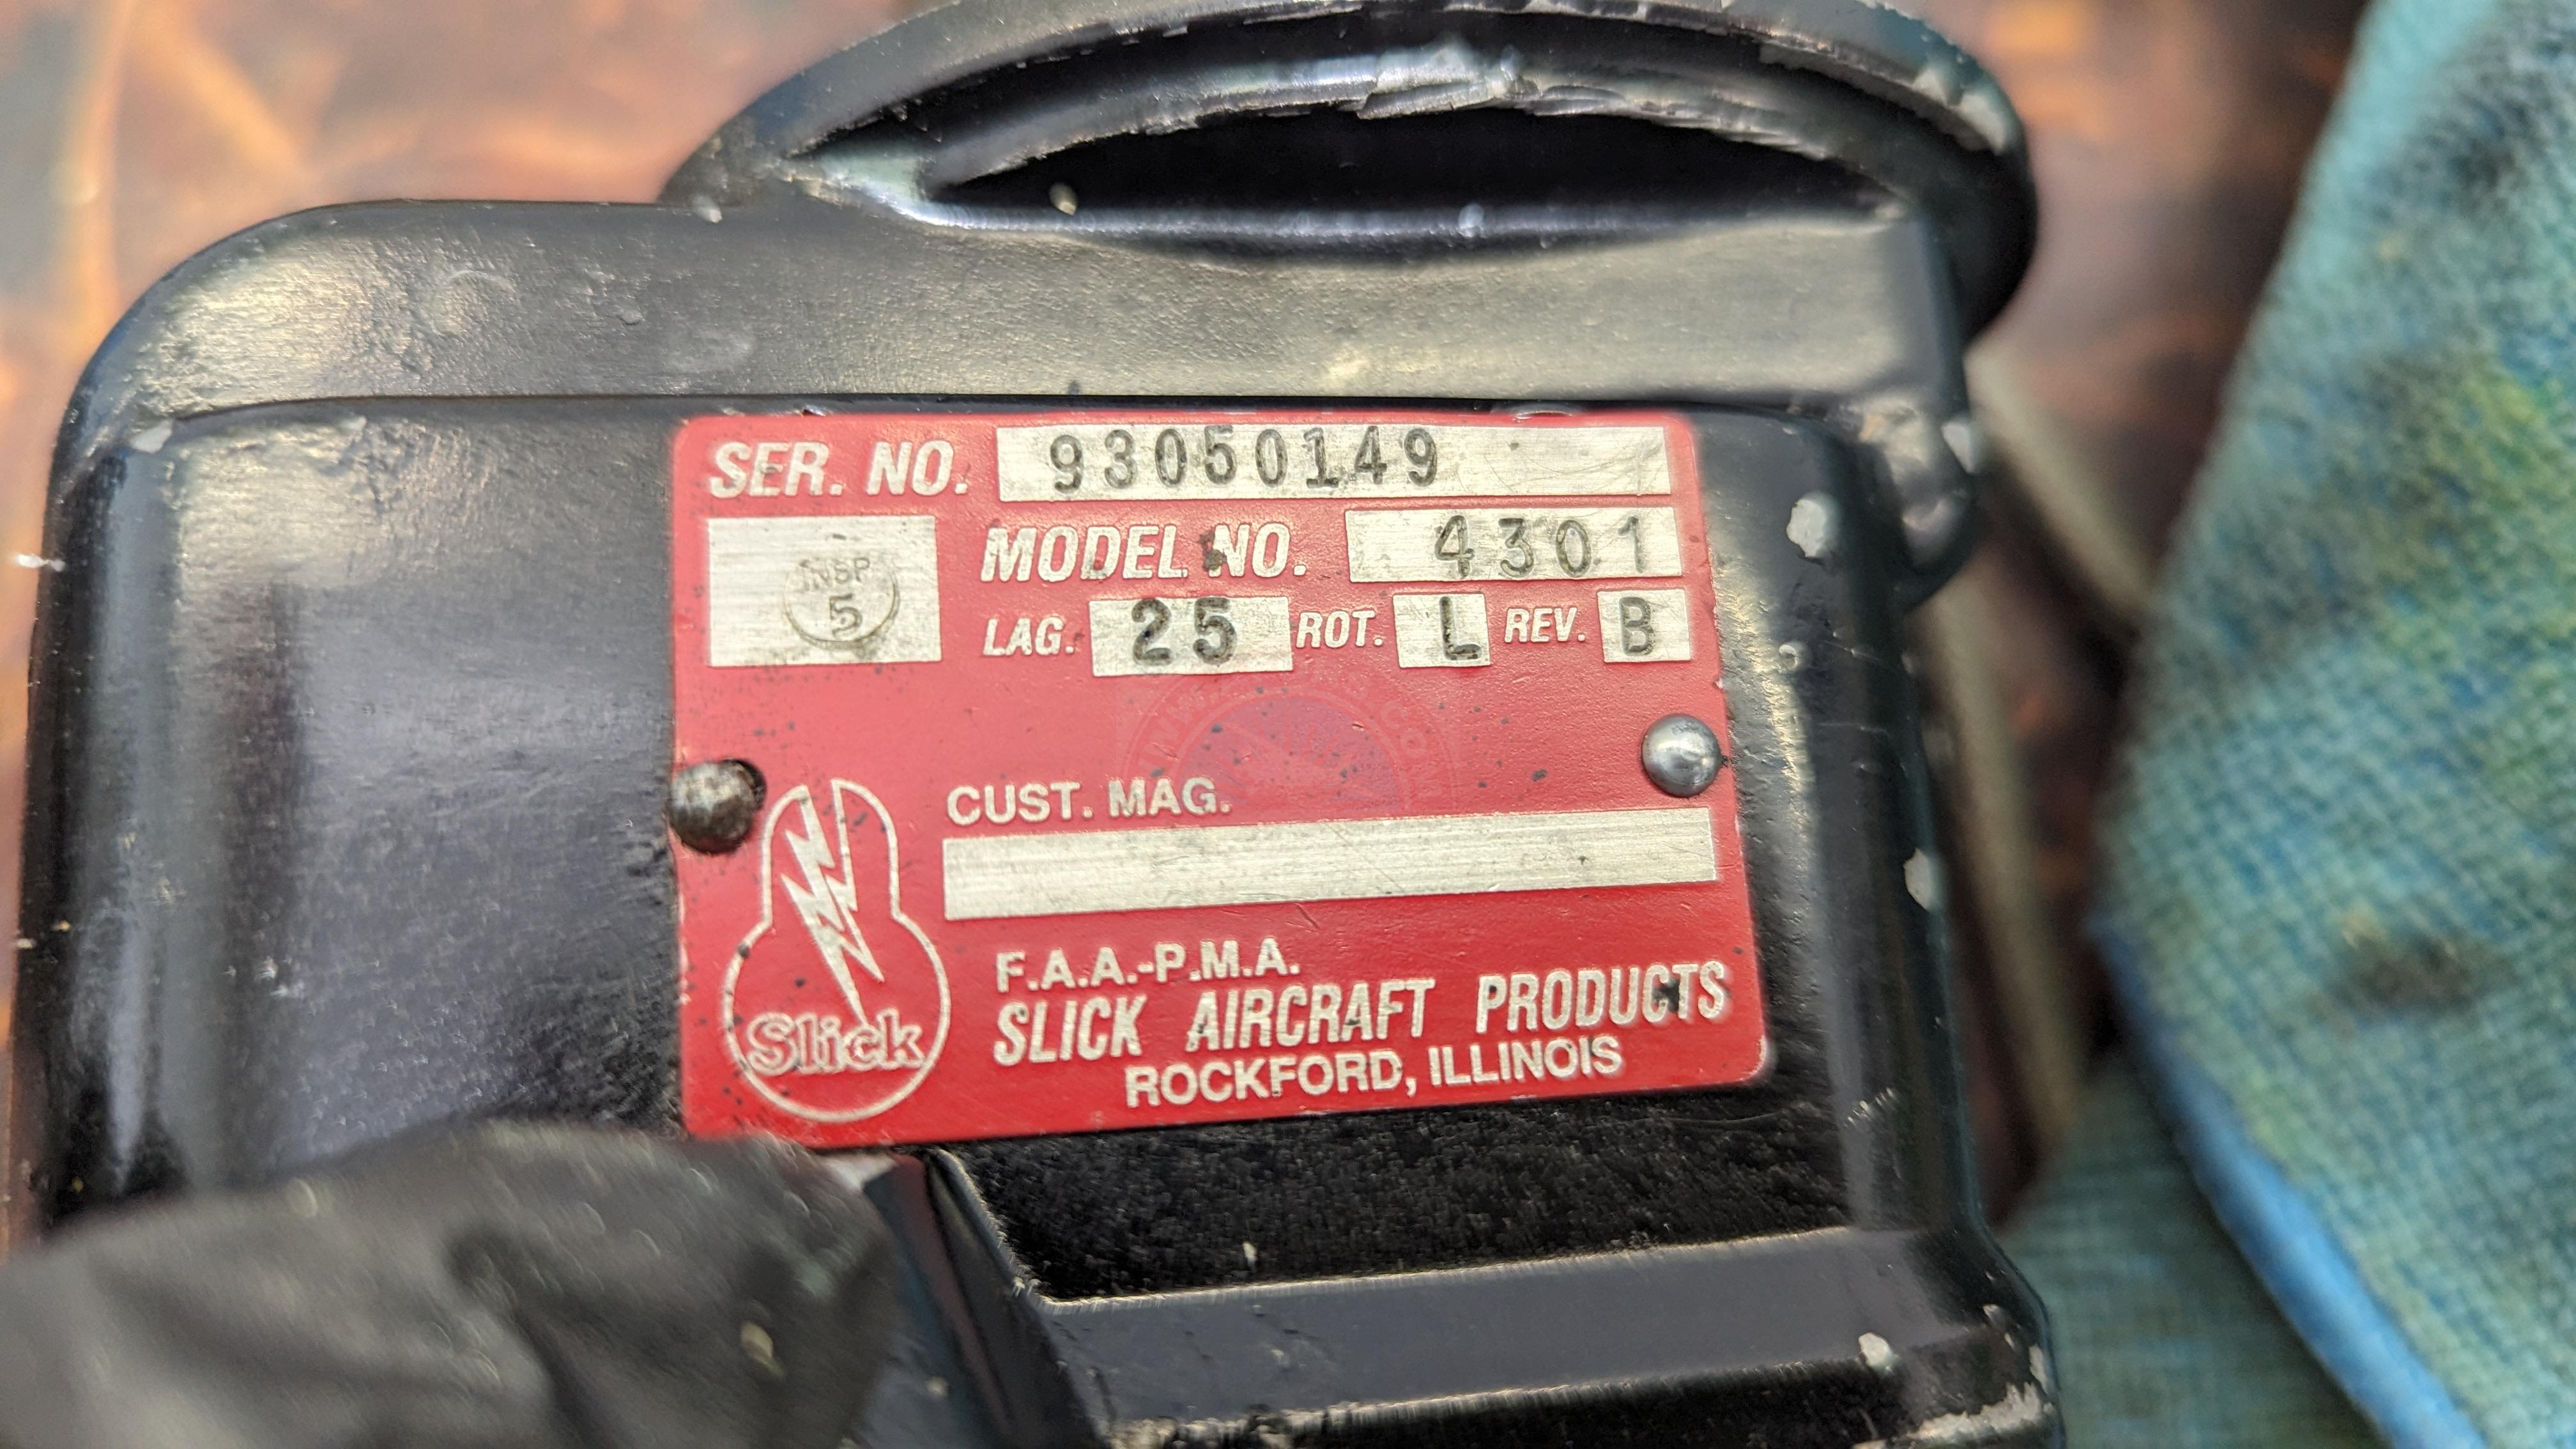 SER. NO. 93050149
MODEL NO. 4301
INSP
5
LAG. 25 ROT. L REV. B
CUST. MAG.
F.A.A.-P.M.A.
SLICK AIRCRAFT PRODUCTS
ROCKFORD, ILLINOIS
Slick